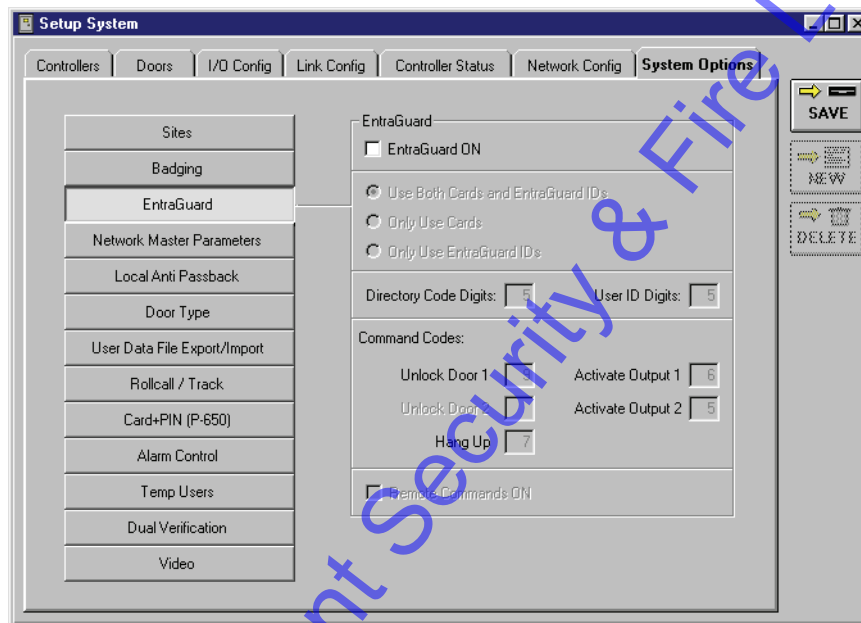 Setup System
Controllers Doors I/O Config Link Config Controller Status Network Config System Options
SAVE
NEW
DELETE
Sites
Badging
EntraGuard
Network Master Parameters
Local Anti Passback
Door Type
User Data File Export/Import
Rollcall / Track
Card+PIN (P-650)
Alarm Control
Temp Users
Dual Verification
Video
EntraGuard
EntraGuard ON
Use Both Cards and EntraGuard IDs
Only Use Cards
Only Use EntraGuard IDs
Directory Code Digits: 5 User ID Digits: 5
Command Codes:
Unlock Door 1 9 Activate Output 1 6
Unlock Door 2 Activate Output 2 5
Hang Up 7
Remote Commands ON
nt Security & Fire L